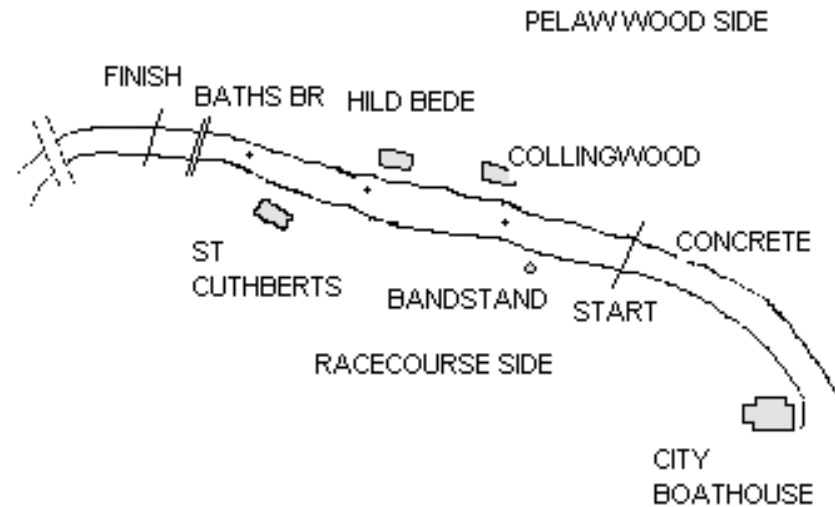 PELAW WOOD SIDE
FINISH
BATHS BR
HILD BEDE
COLLINGWOOD
CONCRETE
ST
CUTHBERTS
BANDSTAND
START
RACECOURSE SIDE
CITY
BOATHOUSE